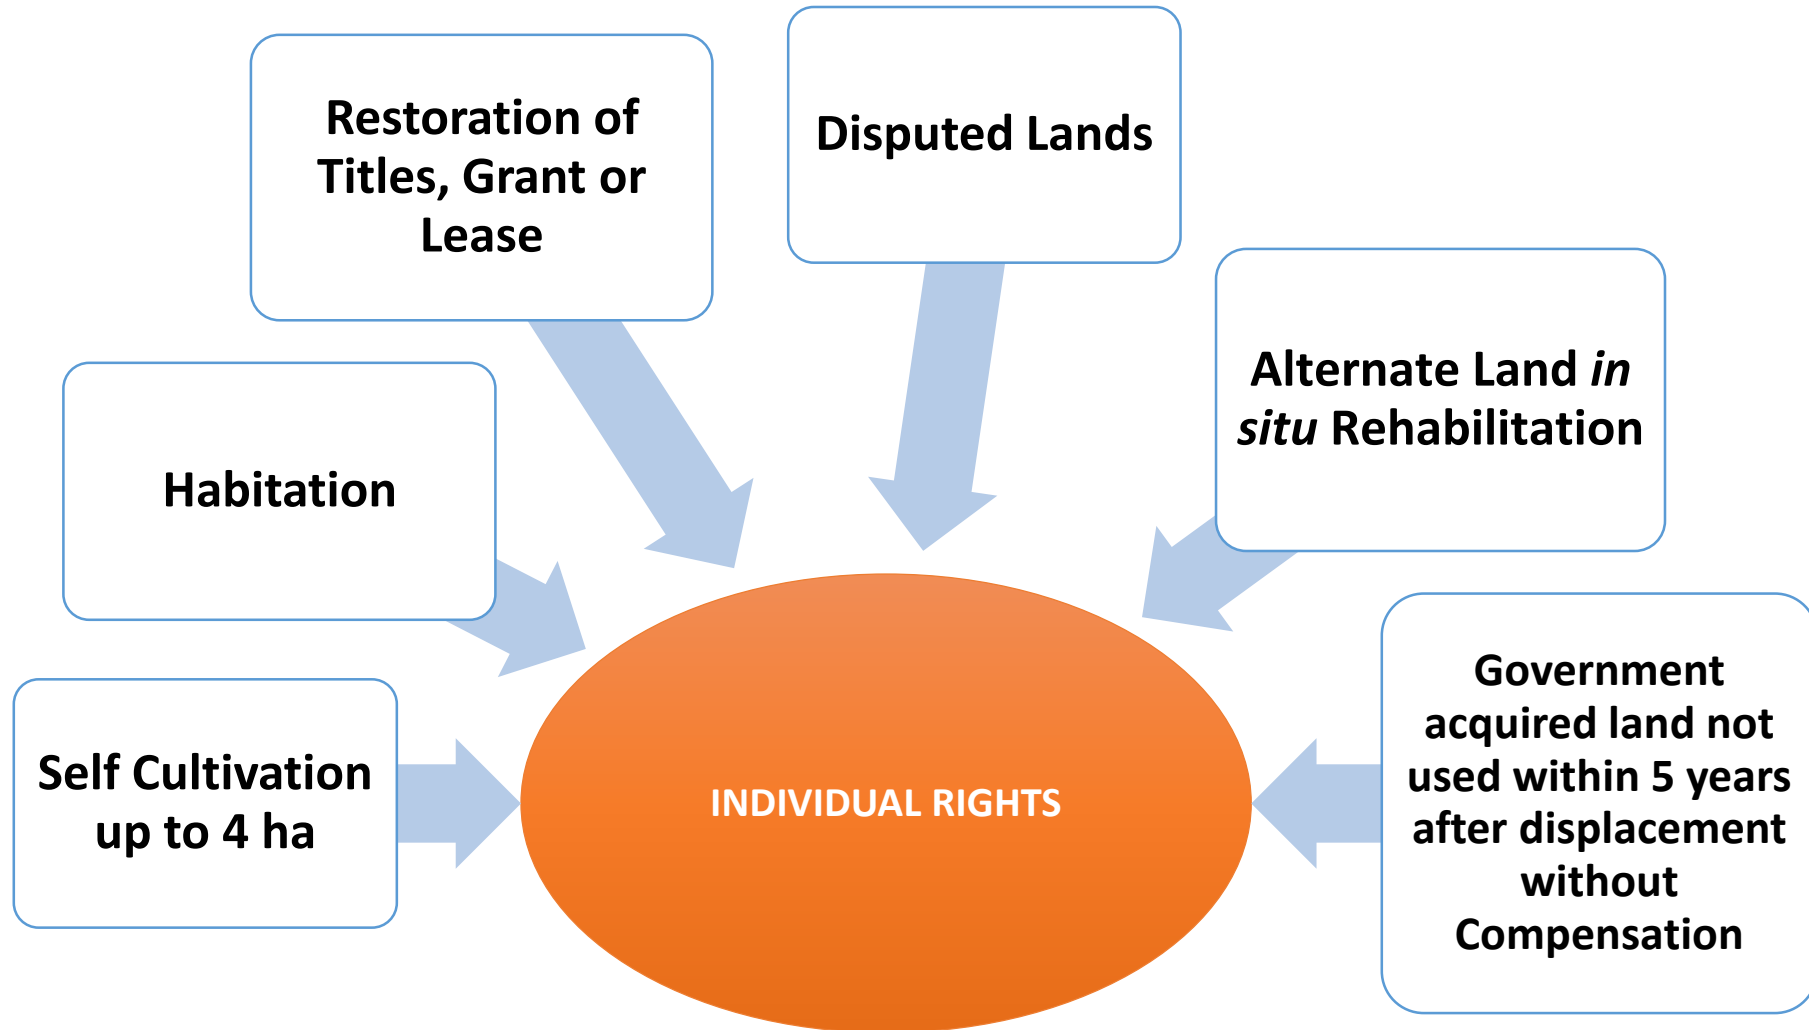 Restoration of
Titles, Grant or
Lease
Disputed Lands
Alternate Land in
situ Rehabilitation
Habitation
Self Cultivation
up to 4 ha
INDIVIDUAL RIGHTS
Government
acquired land not
used within 5 years
after displacement
without
Compensation